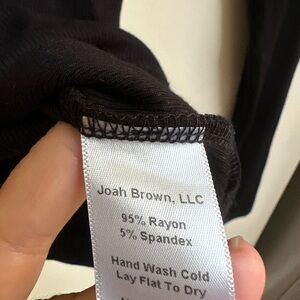 Joah Brown, LLC
95% Rayon
5% Spandex
Hand Wash Cold
Lay Flat To Dry